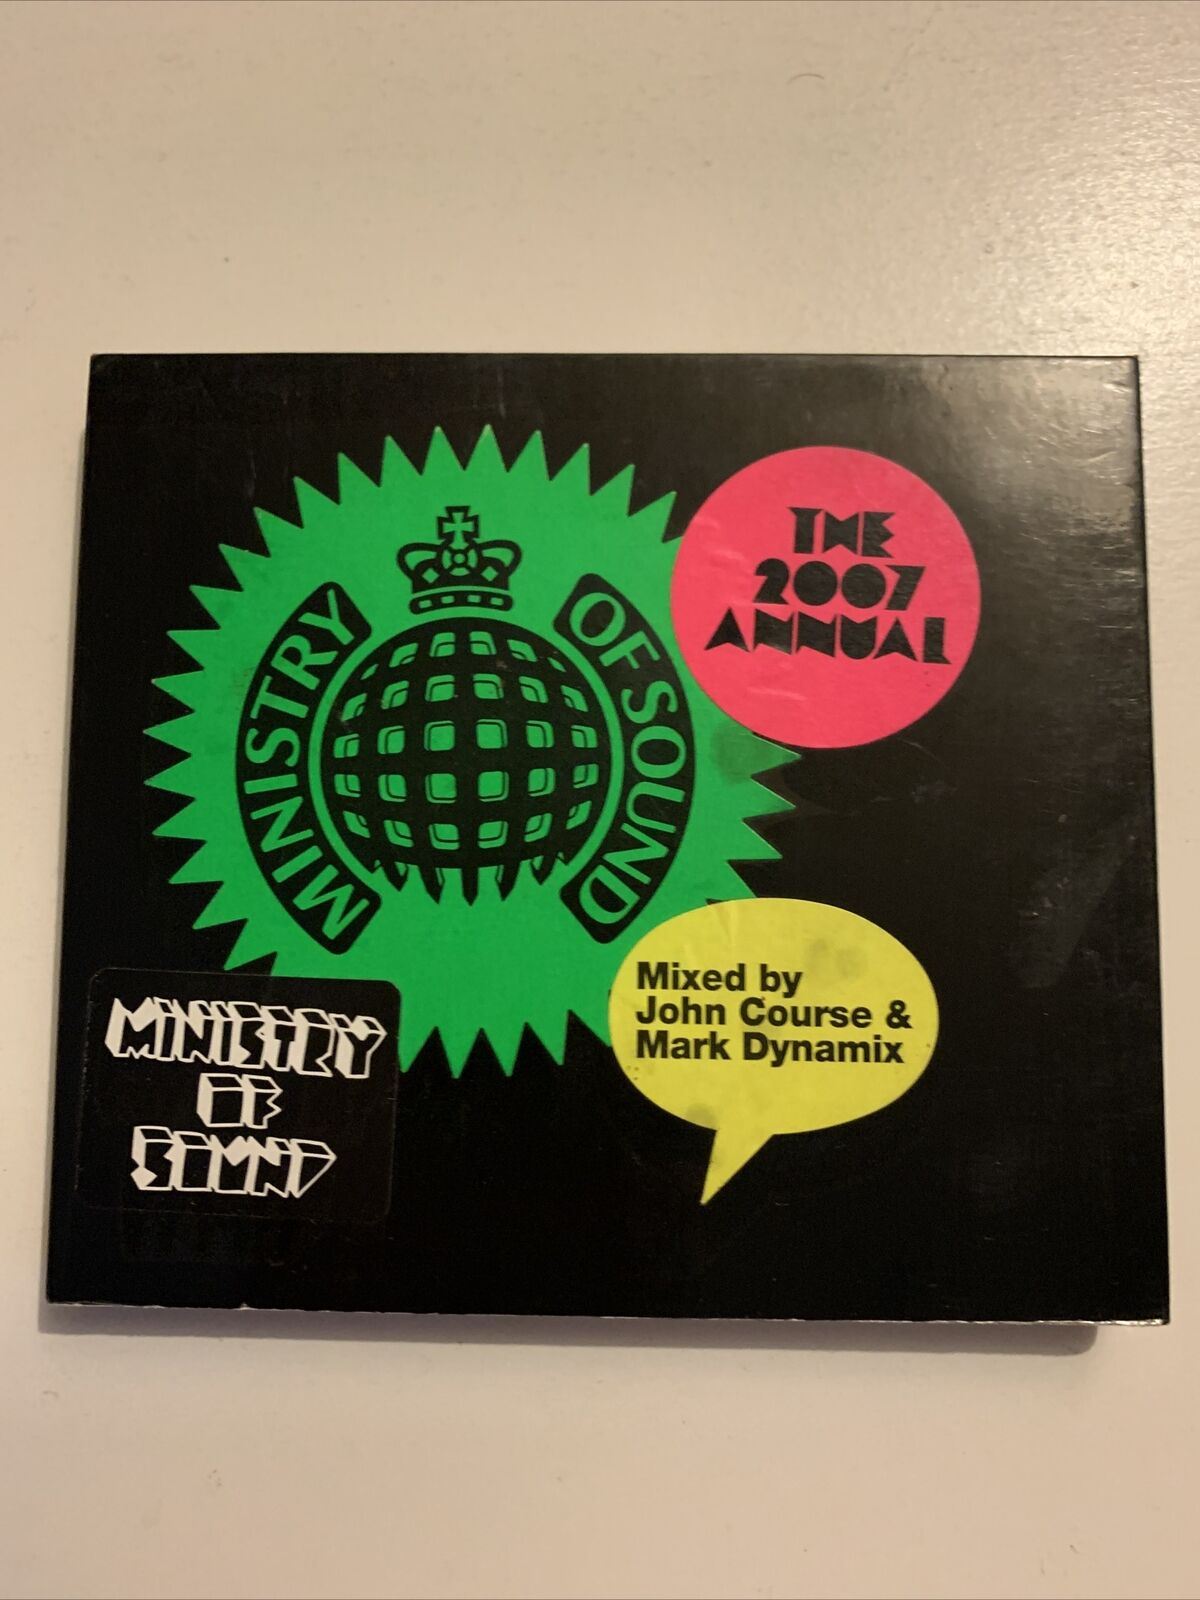 MINISTRY
OF SOUND
THE
2007
ANNUAL
Mixed by
John Course &
Mark Dynamix
MINISTRY
OF
SOUND